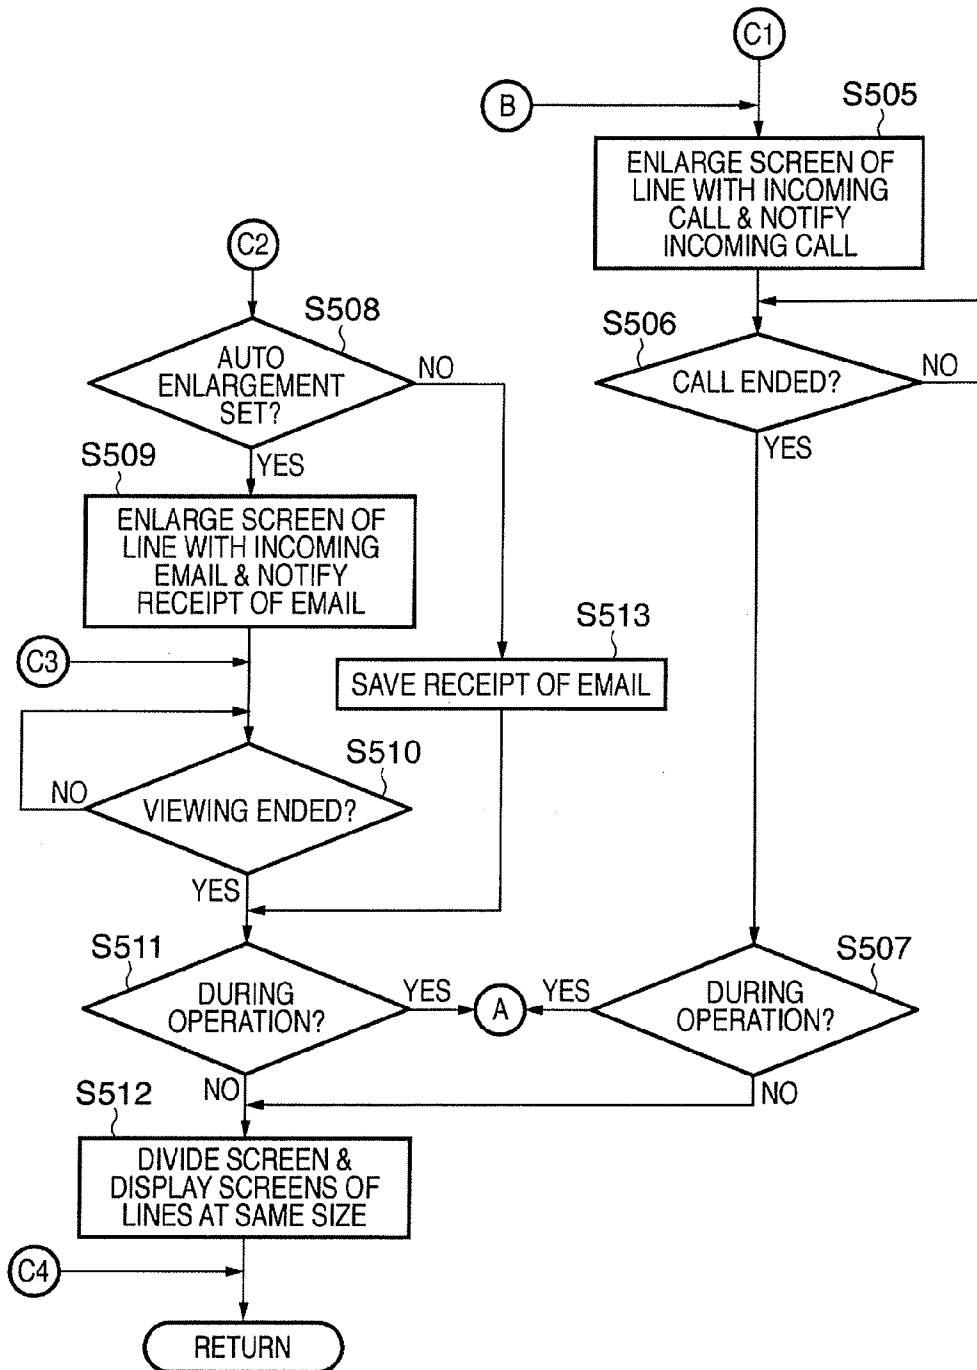 C1
B
S505
ENLARGE SCREEN OF
LINE WITH INCOMING
CALL & NOTIFY
INCOMING CALL
C2
S508
AUTO
ENLARGEMENT
SET?
NO
YES
S506
CALL ENDED?
NO
YES
S509
ENLARGE SCREEN OF
LINE WITH INCOMING
EMAIL & NOTIFY
RECEIPT OF EMAIL
C3
S513
SAVE RECEIPT OF EMAIL
S510
VIEWING ENDED?
NO
YES
S511
DURING
OPERATION?
YES
A
YES
S507
DURING
OPERATION?
NO
NO
S512
DIVIDE SCREEN &
DISPLAY SCREENS OF
LINES AT SAME SIZE
C4
RETURN